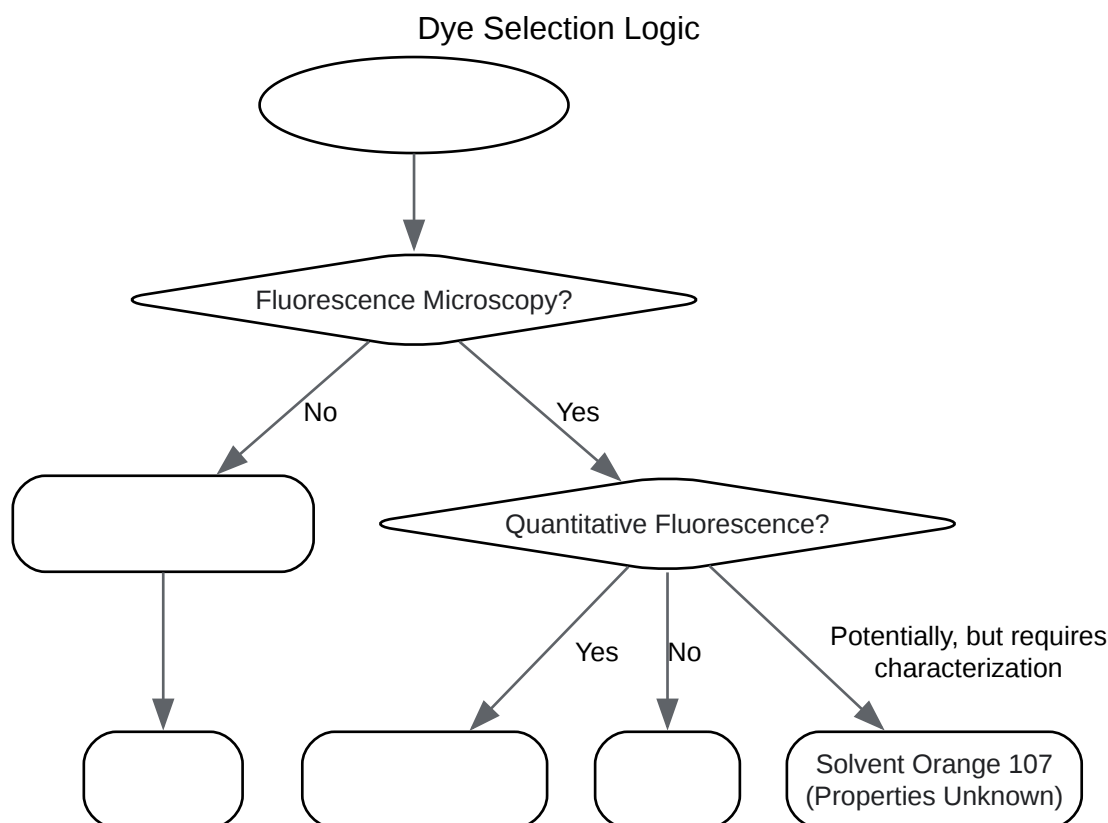 Dye Selection Logic
Fluorescence Microscopy?
No
Yes
Quantitative Fluorescence?
Yes
No
Potentially, but requires
characterization
Solvent Orange 107
(Properties Unknown)